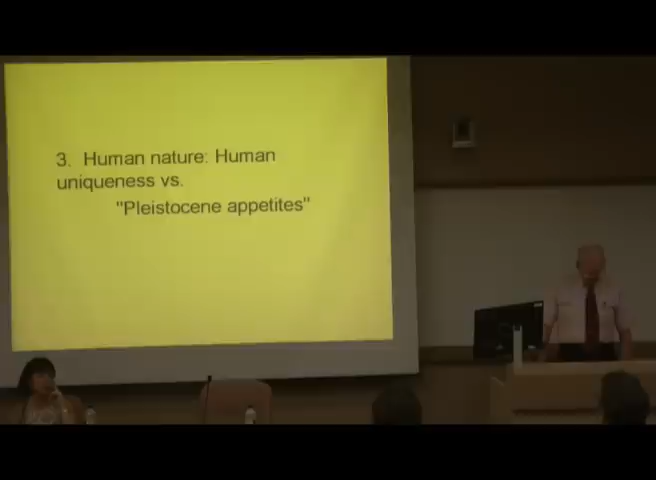 3. Human nature: Human
uniqueness vs.
"Pleistocene appetites"